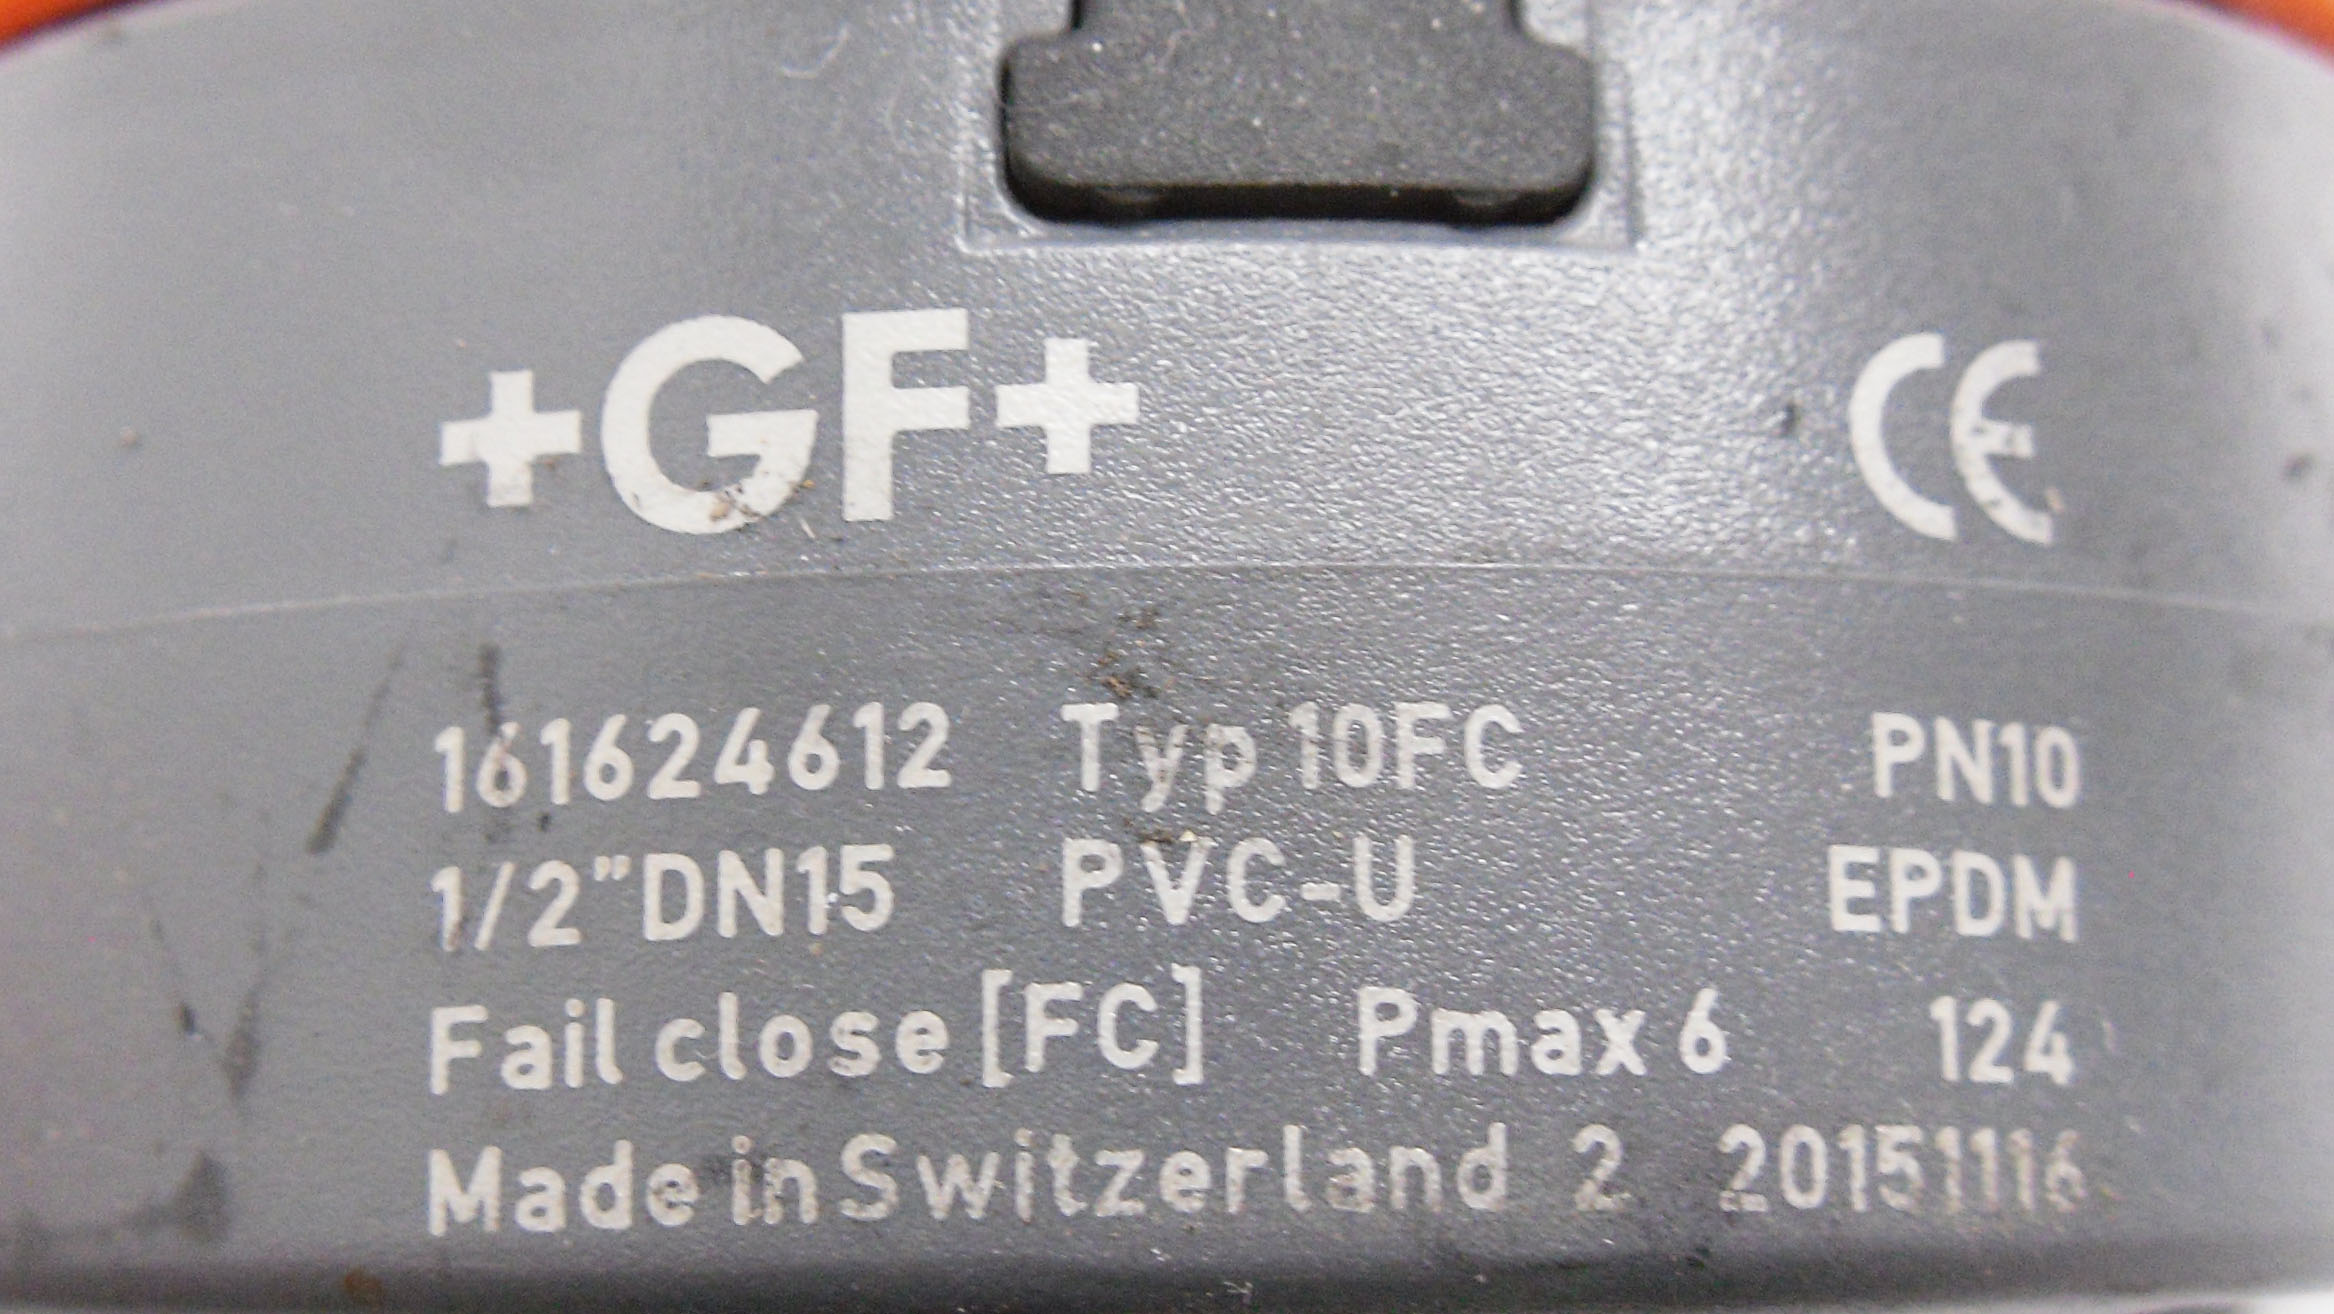 +GF+ CE
161624612 Typ 10FC PN10
1/2"DN15 PVC-U EPDM
Fail close [FC] Pmax 6 124
Made in Switzerland 2 20151116